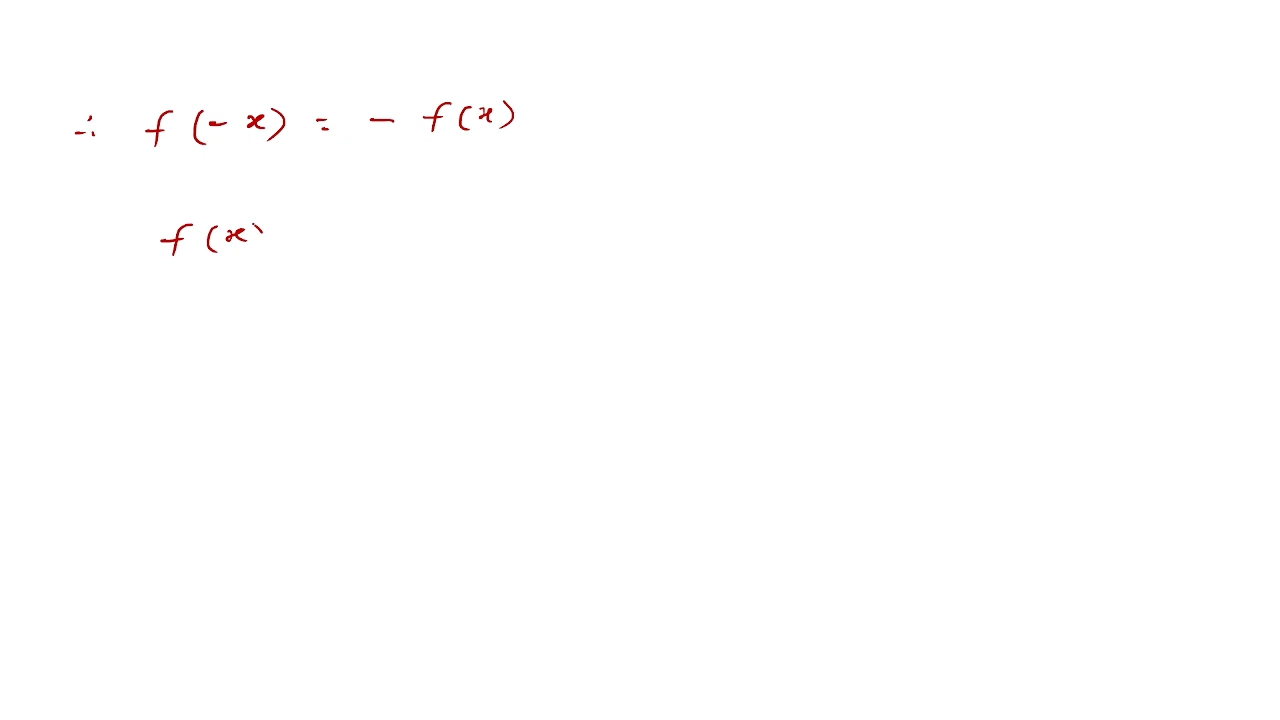 ∴ f(-x) = - f(x)
f(x)